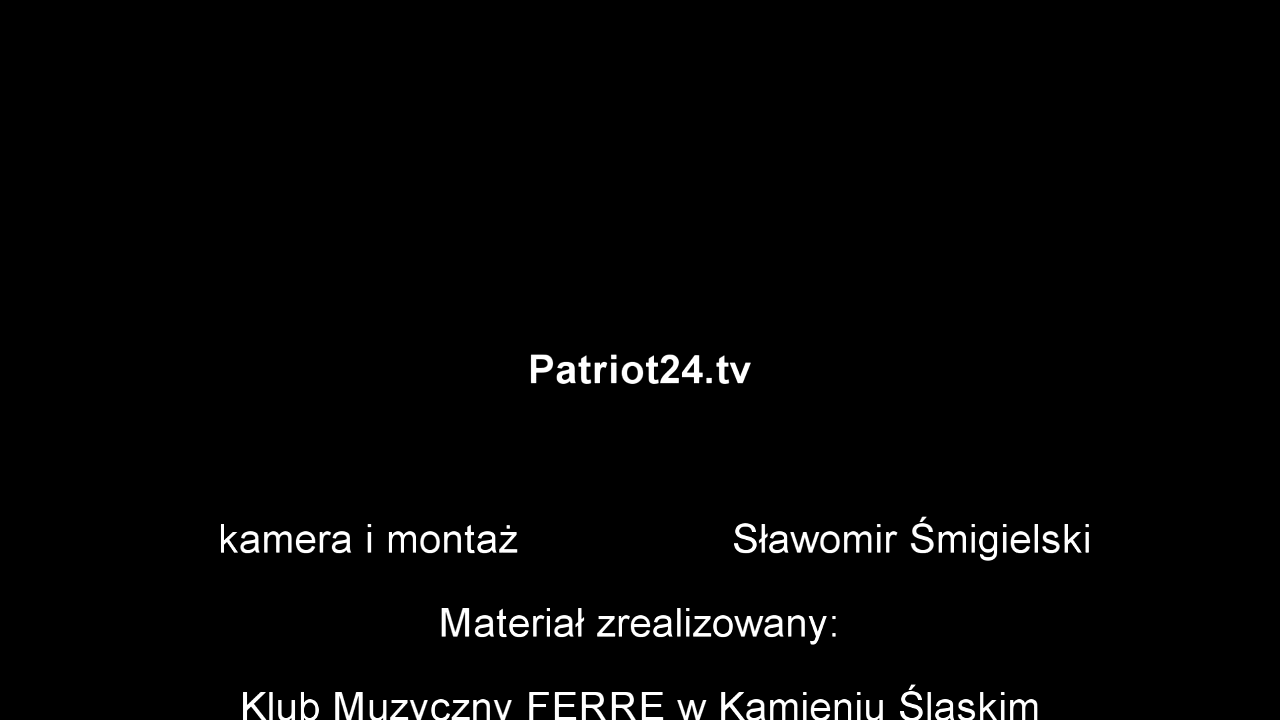 Patriot24.tv
kamera i montaż Sławomir Śmigielski
Materiał zrealizowany:
Klub Muzyczny FERRE w Kamieniu Śląskim